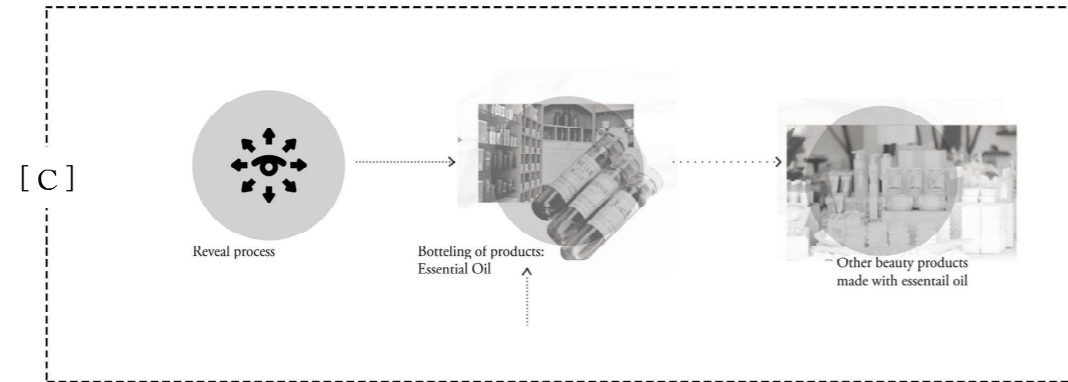 [ C ]
Reveal process
Botteling of products:
Essential Oil
Other beauty products
made with essentail oil